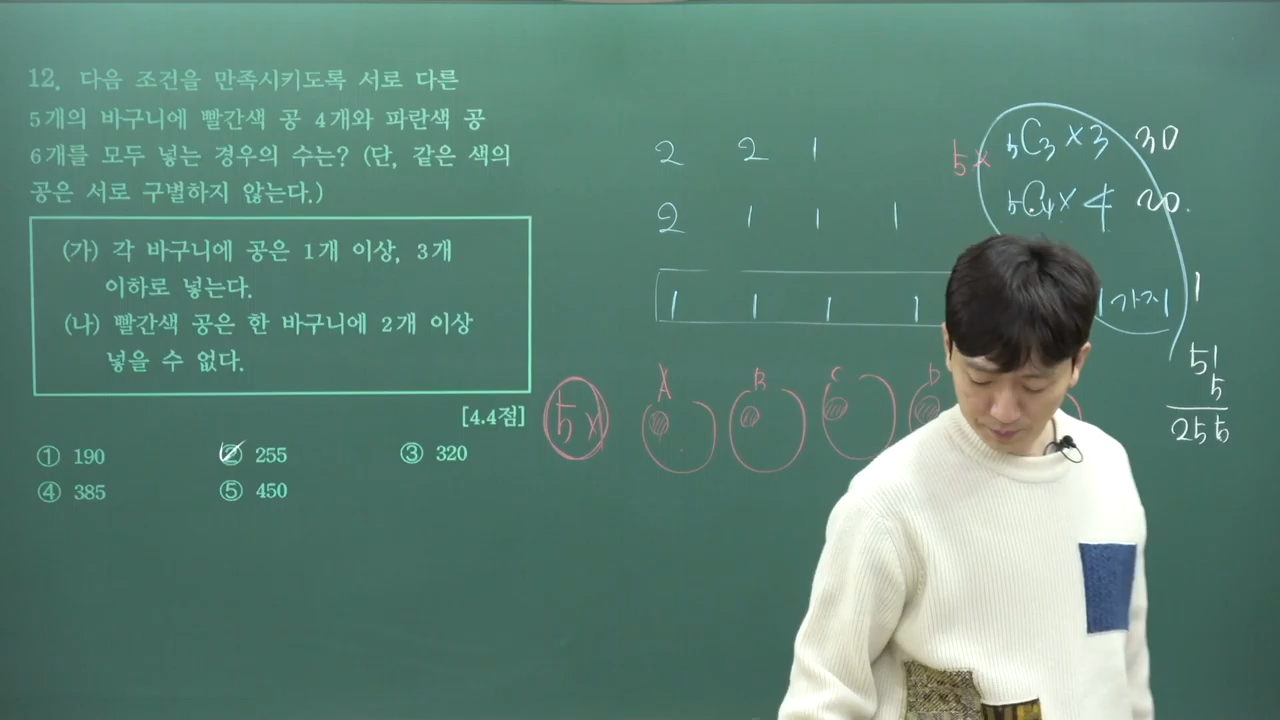 12. 다음 조건을 만족시키도록 서로 다른
5개의 바구니에 빨간색 공 4개와 파란색 공
6개를 모두 넣는 경우의 수는? (단, 같은 색의
공은 서로 구별하지 않는다.)
(가) 각 바구니에 공은 1개 이상, 3개
이하로 넣는다.
(나) 빨간색 공은 한 바구니에 2개 이상
넣을 수 없다.
[4.4점]
① 190 ② 255 ③ 320
④ 385 ⑤ 450
2 2 1 5× 5C3 × 3 30
2 1 1 1 5C4 × 4 20
1 1 1 1 1가지 1
5× A B C D
51
5
255